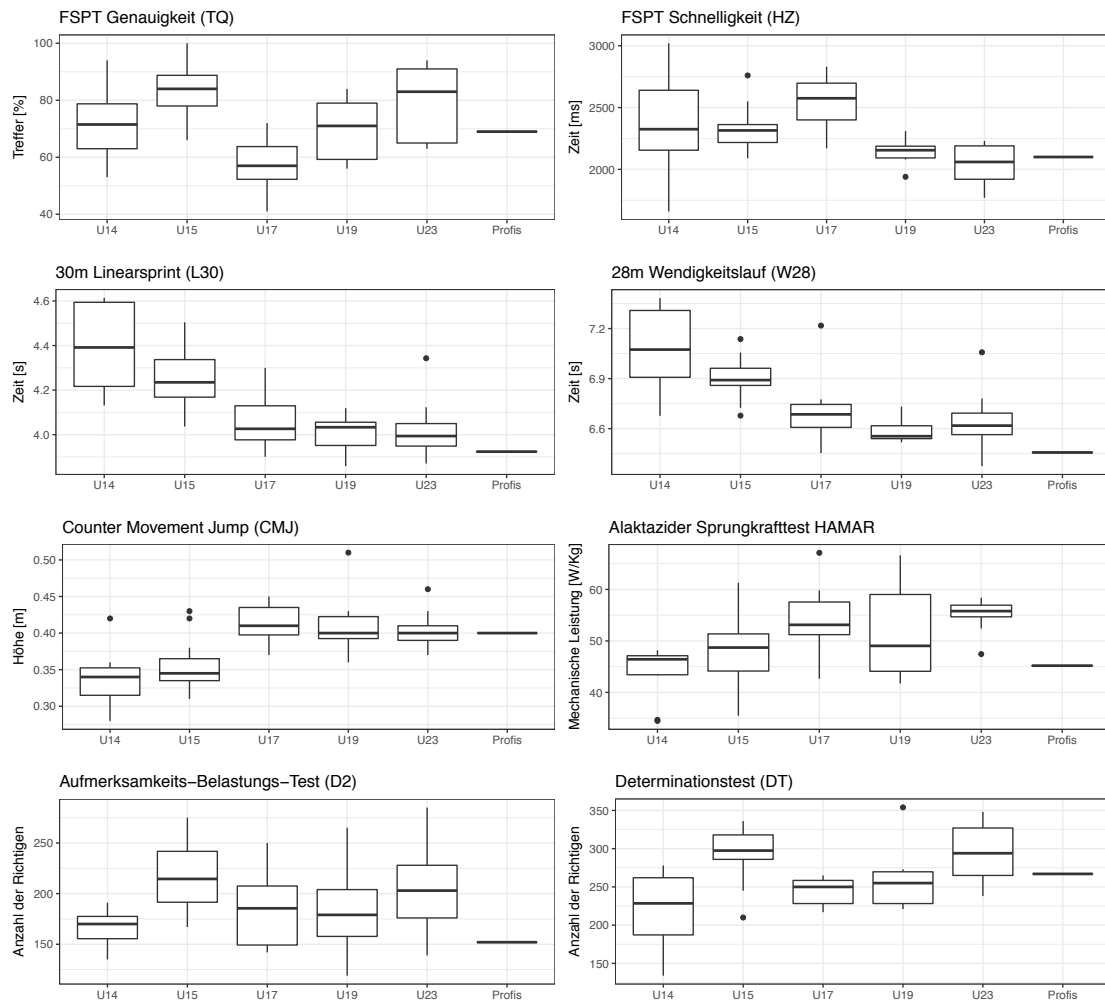 FSPT Genauigkeit (TQ)
Treffer [%]
100
80
60
40
U14 U15 U17 U19 U23 Profis
FSPT Schnelligkeit (HZ)
Zeit [ms]
3000
2500
2000
U14 U15 U17 U19 U23 Profis
30m Linearsprint (L30)
Zeit [s]
4.6
4.4
4.2
4.0
U14 U15 U17 U19 U23 Profis
28m Wendigkeitslauf (W28)
Zeit [s]
7.2
6.9
6.6
U14 U15 U17 U19 U23 Profis
Counter Movement Jump (CMJ)
Höhe [m]
0.50
0.45
0.40
0.35
0.30
U14 U15 U17 U19 U23 Profis
Alaktazider Sprungkrafttest HAMAR
Mechanische Leistung [W/Kg]
60
50
40
U14 U15 U17 U19 U23 Profis
Aufmerksamkeits−Belastungs−Test (D2)
Anzahl der Richtigen
250
200
150
U14 U15 U17 U19 U23 Profis
Determinationstest (DT)
Anzahl der Richtigen
350
300
250
200
150
U14 U15 U17 U19 U23 Profis